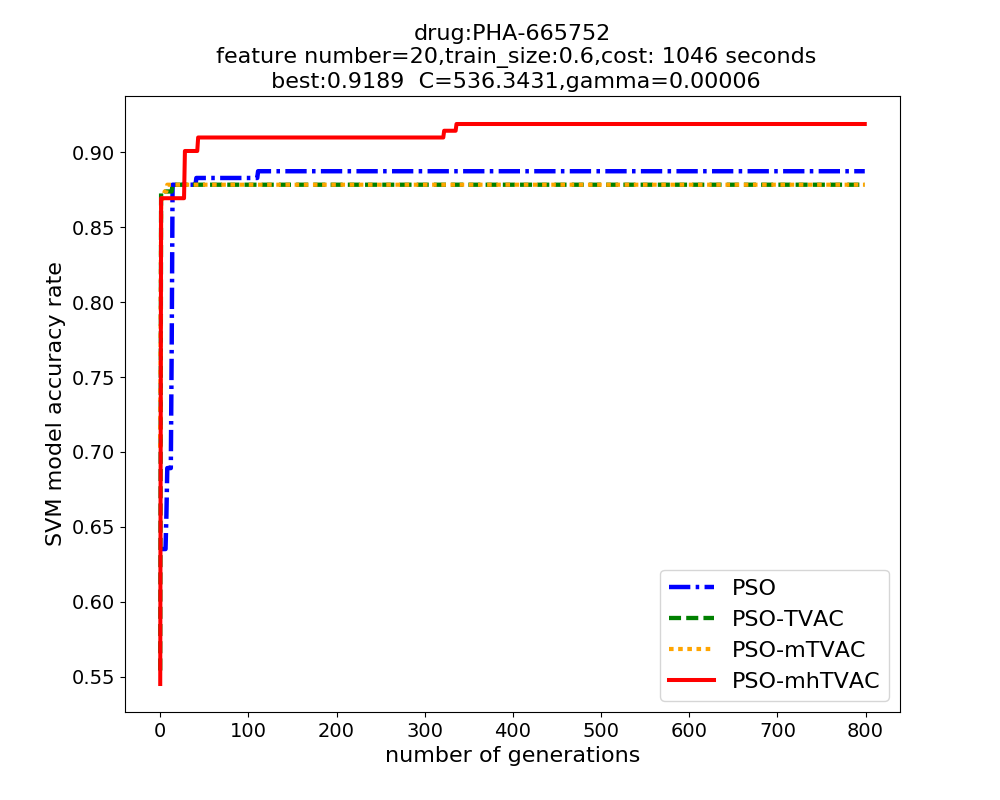 drug:PHA-665752
feature number=20,train_size:0.6,cost: 1046 seconds
best:0.9189  C=536.3431,gamma=0.00006
SVM model accuracy rate
0.90
0.85
0.80
0.75
0.70
0.65
0.60
0.55
PSO
PSO-TVAC
PSO-mTVAC
PSO-mhTVAC
0 100 200 300 400 500 600 700 800
number of generations